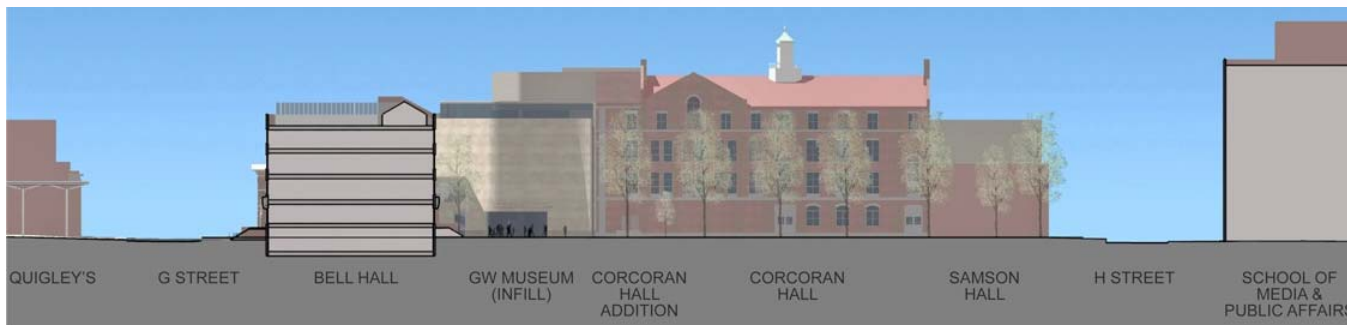 QUIGLEY'S
G STREET
BELL HALL
GW MUSEUM
(INFILL)
CORCORAN
HALL
ADDITION
CORCORAN
HALL
SAMSON
HALL
H STREET
SCHOOL OF
MEDIA &
PUBLIC AFFAIRS